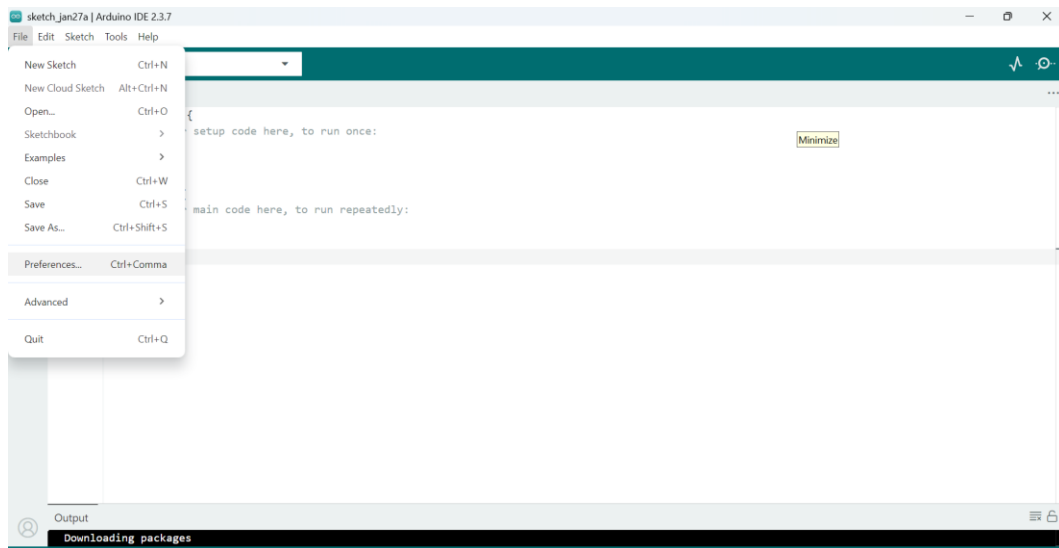 sketch_jan27a | Arduino IDE 2.3.7
File Edit Sketch Tools Help
New Sketch Ctrl+N
New Cloud Sketch Alt+Ctrl+N
Open... Ctrl+O
{
Sketchbook
setup code here, to run once:
Minimize
Examples
Close Ctrl+W
Save Ctrl+S
main code here, to run repeatedly:
Save As... Ctrl+Shift+S
Preferences... Ctrl+Comma
Advanced
Quit Ctrl+Q
Output
Downloading packages